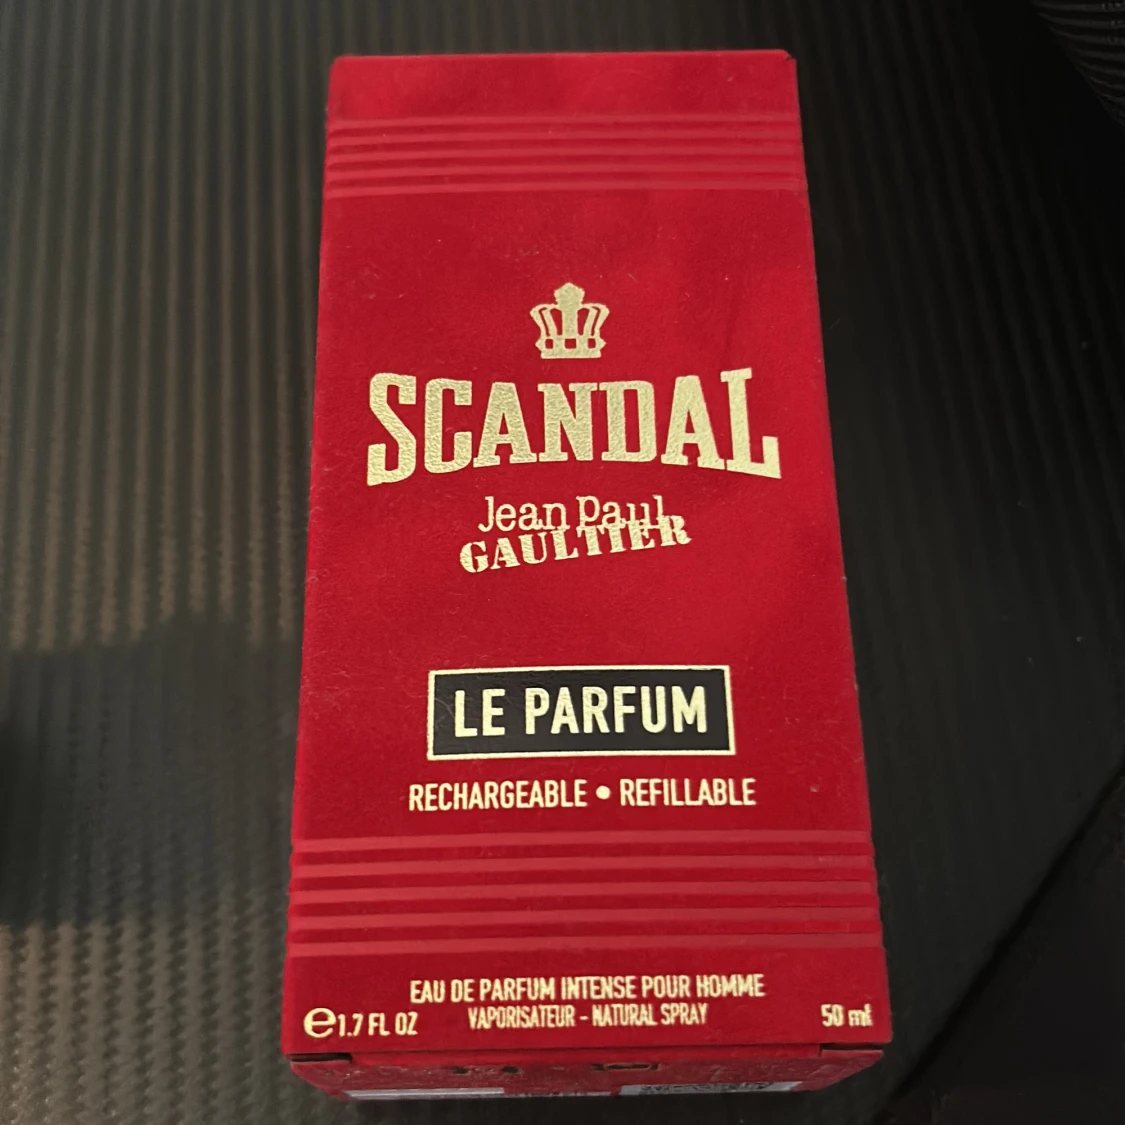 SCANDAL
Jean Paul
GAULTIER
LE PARFUM
RECHARGEABLE • REFILLABLE
EAU DE PARFUM INTENSE POUR HOMME
VAPORISATEUR - NATURAL SPRAY
℮1.7 FL OZ
50 ml